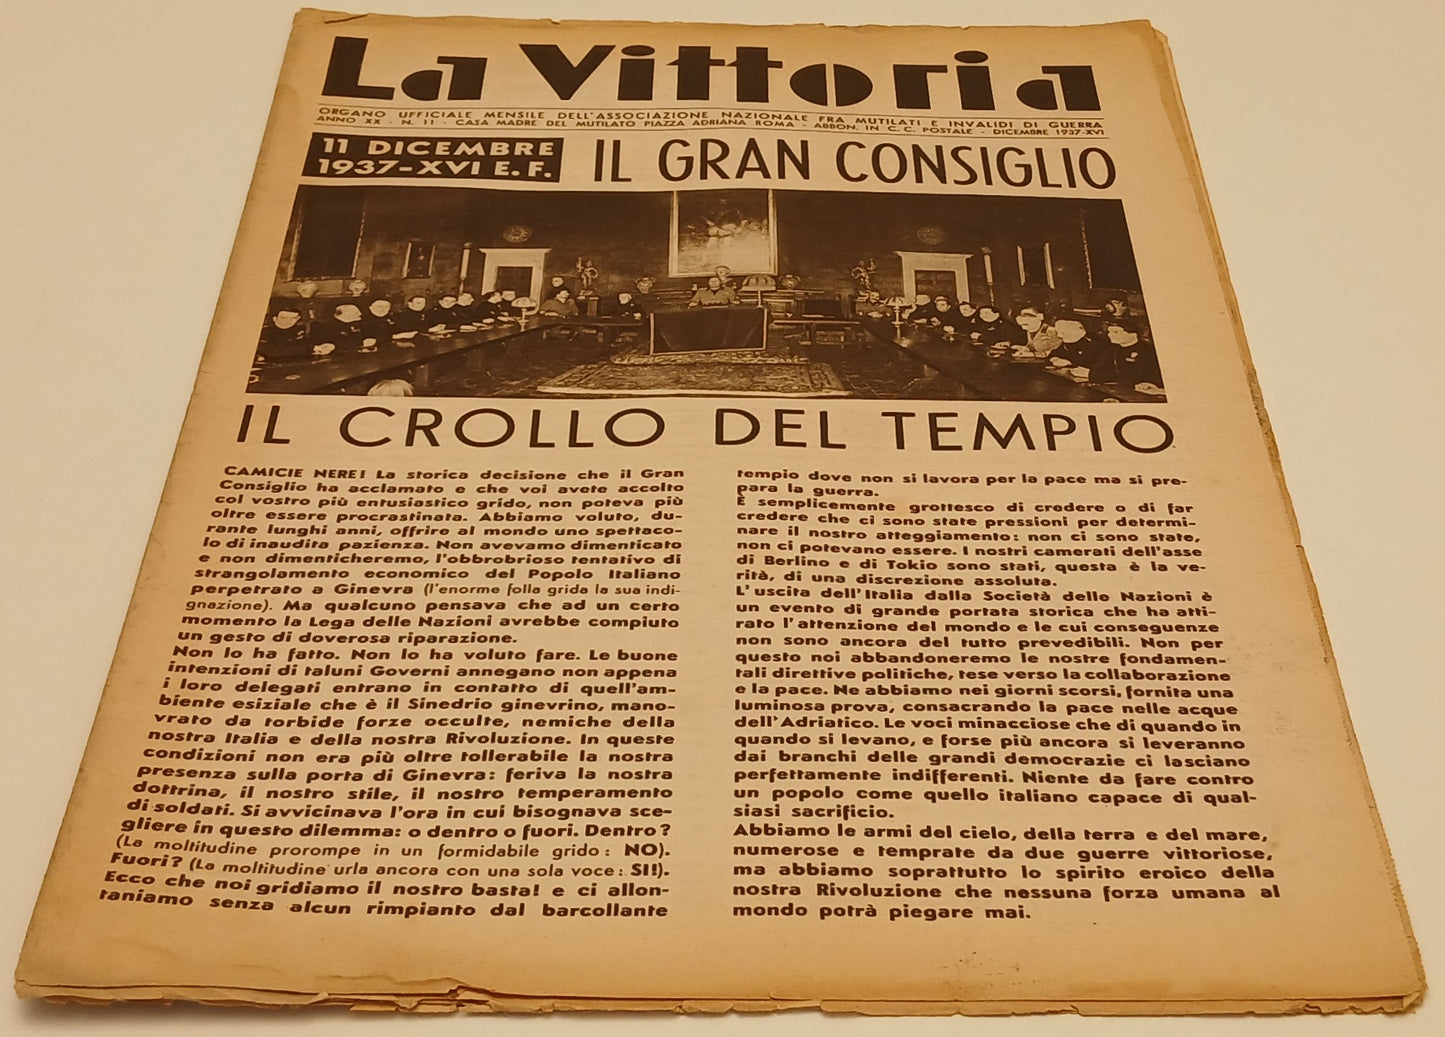 La Vittoria
ORGANO UFFICIALE MENSILE DELL'ASSOCIAZIONE NAZIONALE FRA MUTILATI E INVALIDI DI GUERRA
ANNO XX - N. 11 - CASA MADRE DEL MUTILATO PIAZZA ADRIANA ROMA - ABBON. IN C. C. POSTALE - DICEMBRE 1937-XVI
11 DICEMBRE
1937-XVI E. F.
IL GRAN CONSIGLIO
IL CROLLO DEL TEMPIO
CAMICIE NERE! La storica decisione che il Gran
Consiglio ha acclamato e che voi avete accolto
col vostro più entusiastico grido, non poteva più
oltre essere procrastinata. Abbiamo voluto, du-
rante lunghi anni, offrire al mondo uno spettaco-
lo di inaudita pazienza. Non avevamo dimenticato
e non dimenticheremo, l'obbrobrioso tentativo di
strangolamento economico del Popolo Italiano
perpetrato a Ginevra (l'enorme folla grida la sua indi-
gnazione). Ma qualcuno pensava che ad un certo
momento la Lega delle Nazioni avrebbe compiuto
un gesto di doverosa riparazione.
Non lo ha fatto. Non lo ha voluto fare. Le buone
intenzioni di taluni Governi annegano non appena
i loro delegati entrano in contatto di quell'am-
biente esiziale che è il Sinedrio ginevrino, mano-
vrato da torbide forze occulte, nemiche della
nostra Italia e della nostra Rivoluzione. In queste
condizioni non era più oltre tollerabile la nostra
presenza sulla porta di Ginevra: feriva la nostra
dottrina, il nostro stile, il nostro temperamento
di soldati. Si avvicinava l'ora in cui bisognava sce-
gliere in questo dilemma: o dentro o fuori. Dentro?
(La moltitudine prorompe in un formidabile grido: NO).
Fuori? (La moltitudine urla ancora con una sola voce: SI!).
Ecco che noi gridiamo il nostro basta! e ci allon-
taniamo senza alcun rimpianto dal barcollante
tempio dove non si lavora per la pace ma si pre-
para la guerra.
È semplicemente grottesco di credere o di far
credere che ci sono state pressioni per determi-
nare il nostro atteggiamento: non ci sono state,
non ci potevano essere. I nostri camerati dell'asse
di Berlino e di Tokio sono stati, questa è la ve-
rità, di una discrezione assoluta.
L'uscita dell'Italia dalla Società delle Nazioni è
un evento di grande portata storica che ha atti-
rato l'attenzione del mondo e le cui conseguenze
non sono ancora del tutto prevedibili. Non per
questo noi abbandoneremo le nostre fondamen-
tali direttive politiche, tese verso la collaborazione
e la pace. Ne abbiamo nei giorni scorsi, fornita una
luminosa prova, consacrando la pace nelle acque
dell'Adriatico. Le voci minacciose che di quando in
quando si levano, e forse più ancora si leveranno
dai branchi delle grandi democrazie ci lasciano
perfettamente indifferenti. Niente da fare contro
un popolo come quello italiano capace di qual-
siasi sacrificio.
Abbiamo le armi del cielo, della terra e del mare,
numerose e temprate da due guerre vittoriose,
ma abbiamo soprattutto lo spirito eroico della
nostra Rivoluzione che nessuna forza umana al
mondo potrà piegare mai.